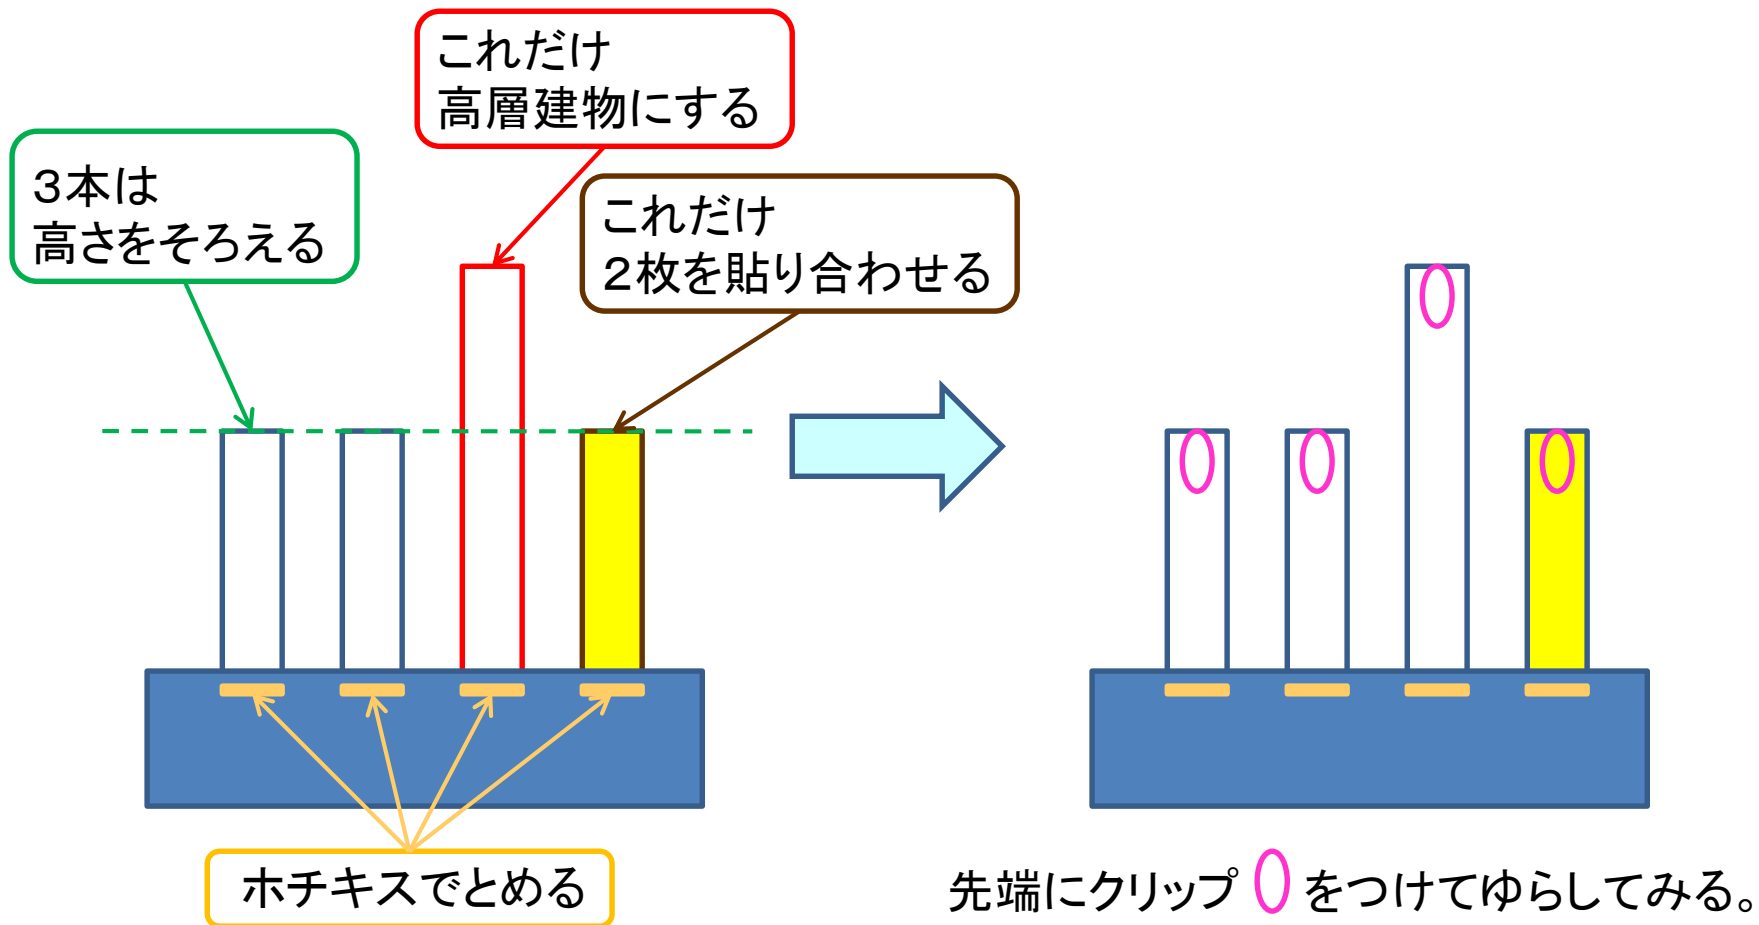 これだけ
高層建物にする
３本は
高さをそろえる
これだけ
２枚を貼り合わせる
ホチキスでとめる
先端にクリップ をつけてゆらしてみる。